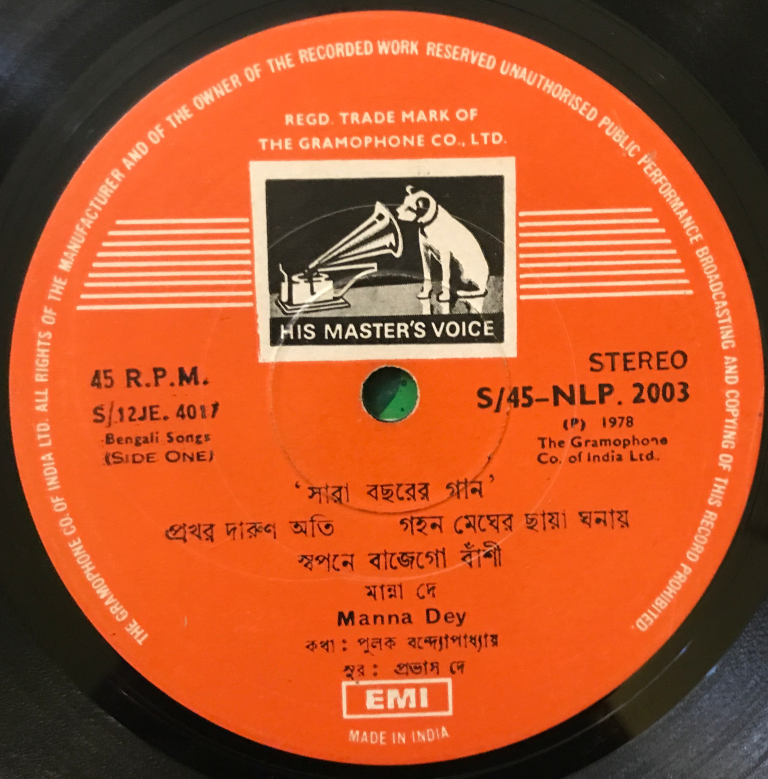 THE GRAMOPHONE CO. OF INDIA LTD. ALL RIGHTS OF THE MANUFACTURER AND OF THE OWNER OF THE RECORDED WORK RESERVED UNAUTHORISED PUBLIC PERFORMANCE BROADCASTING AND COPYING OF THIS RECORD PROHIBITED.
REGD. TRADE MARK OF
THE GRAMOPHONE CO., LTD.
HIS MASTER'S VOICE
45 R.P.M.
S/12JE. 4017
Bengali Songs
(SIDE ONE)
STEREO
S/45-NLP. 2003
(P) 1978
The Gramophone
Co. of India Ltd.
'সারা বছরের গান'
প্রখর দারুণ অতি গহন মেঘের ছায়া ঘনায়
স্বপনে বাজেগো বাঁশী
মান্না দে
Manna Dey
কথা : পুলক বন্দ্যোপাধ্যায়
সুর : প্রভাস দে
EMI
MADE IN INDIA